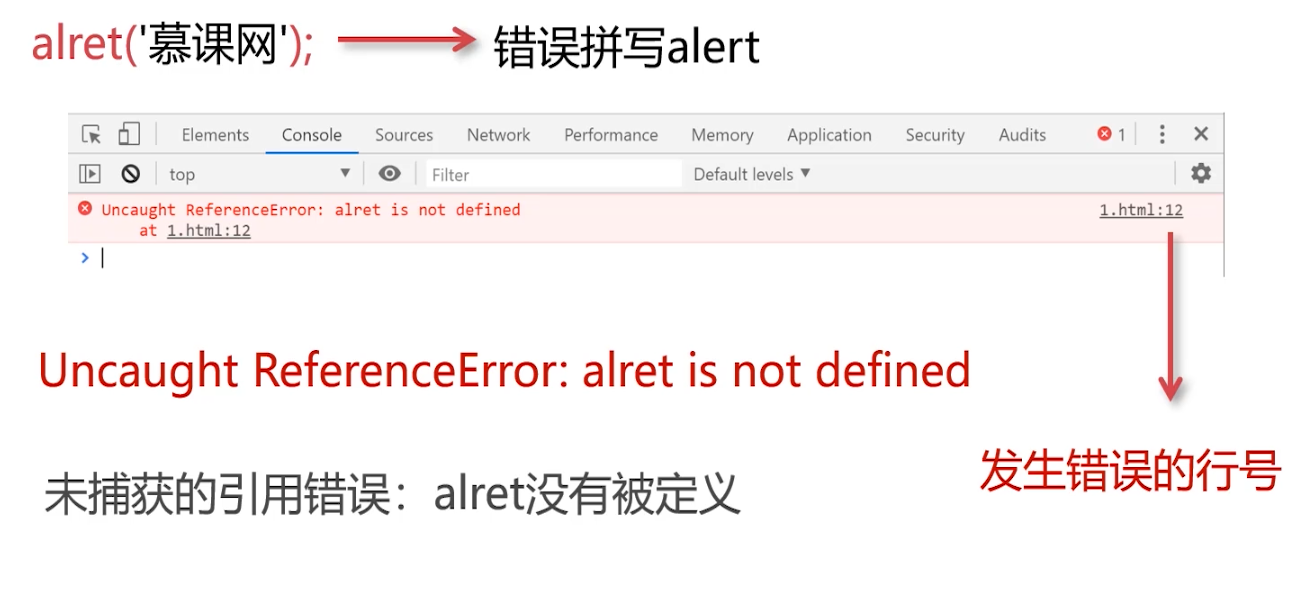 alret('慕课网');
错误拼写alert
Elements Console Sources Network Performance Memory Application Security Audits 1
top Filter Default levels
Uncaught ReferenceError: alret is not defined 1.html:12
at 1.html:12
Uncaught ReferenceError: alret is not defined
发生错误的行号
未捕获的引用错误：alret没有被定义